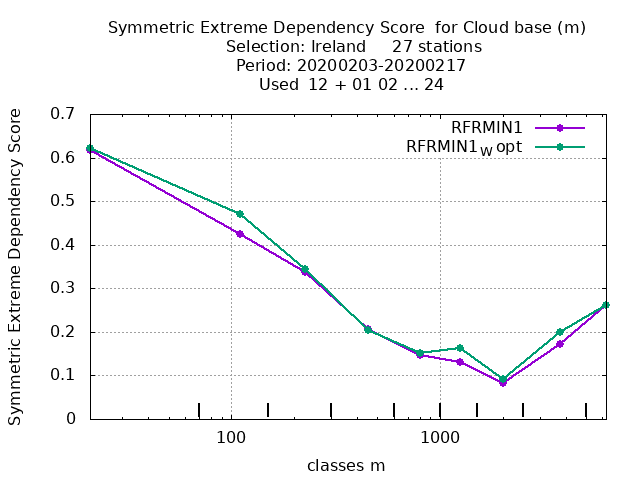 Symmetric Extreme Dependency Score for Cloud base (m)
Selection: Ireland 27 stations
Period: 20200203-20200217
Used 12 + 01 02 ... 24
Symmetric Extreme Dependency Score
0.7
0.6
0.5
0.4
0.3
0.2
0.1
0
RFRMIN1
RFRMIN1W opt
100 1000
classes m